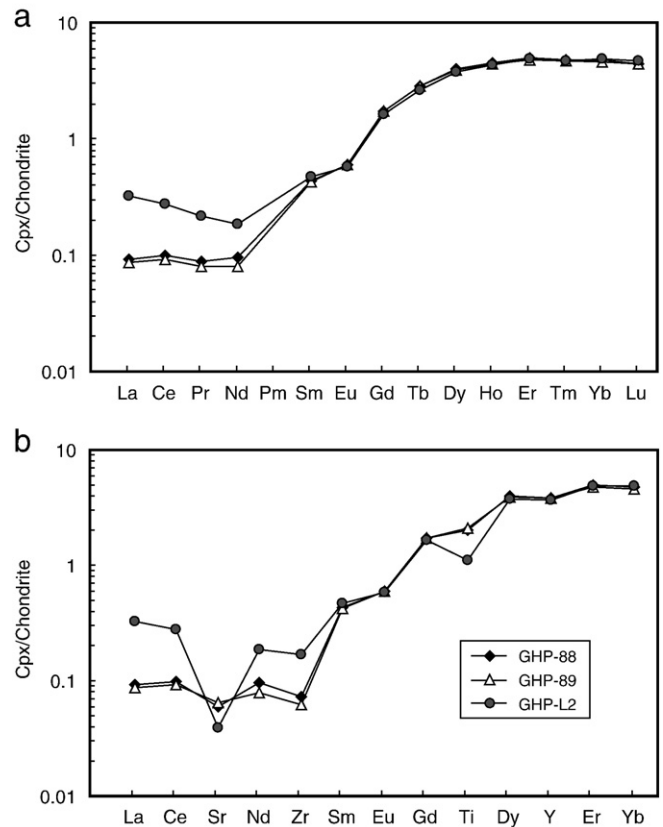 a
10
1
0.1
0.01
Cpx/Chondrite
La Ce Pr Nd Pm Sm Eu Gd Tb Dy Ho Er Tm Yb Lu
b
10
1
0.1
0.01
Cpx/Chondrite
GHP-88
GHP-89
GHP-L2
La Ce Sr Nd Zr Sm Eu Gd Ti Dy Y Er Yb